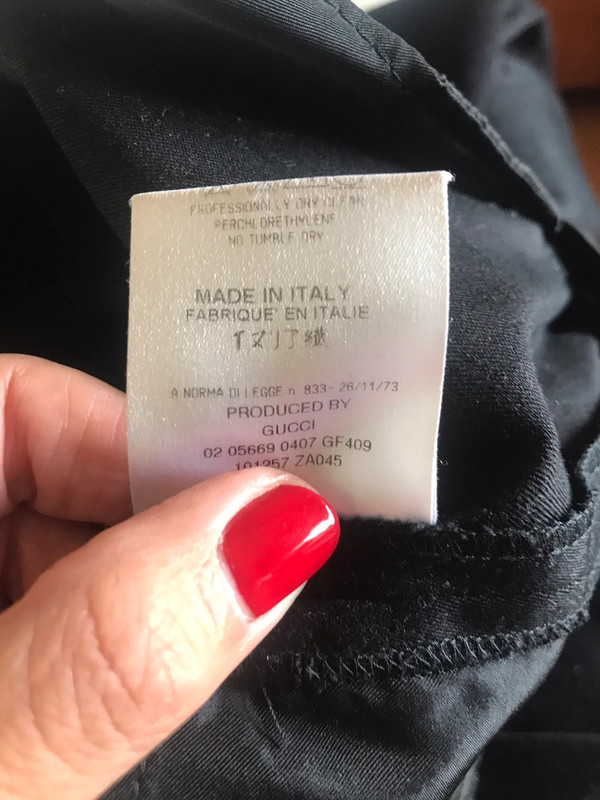 PROFESSIONALLY DRY CLEAN
PERCHLORETHYLENE
NO TUMBLE DRY
MADE IN ITALY
FABRIQUE' EN ITALIE
A NORMA DI LEGGE n 833- 26/11/73
PRODUCED BY
GUCCI
02 05669 0407 GF409
101257 ZA045